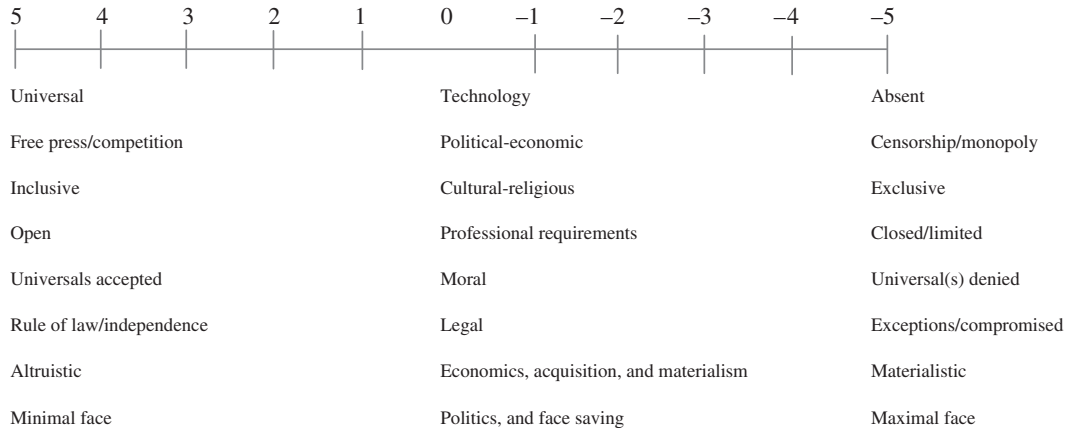 5 4 3 2 1 0 –1 –2 –3 –4 –5
Universal Technology Absent
Free press/competition Political-economic Censorship/monopoly
Inclusive Cultural-religious Exclusive
Open Professional requirements Closed/limited
Universals accepted Moral Universal(s) denied
Rule of law/independence Legal Exceptions/compromised
Altruistic Economics, acquisition, and materialism Materialistic
Minimal face Politics, and face saving Maximal face